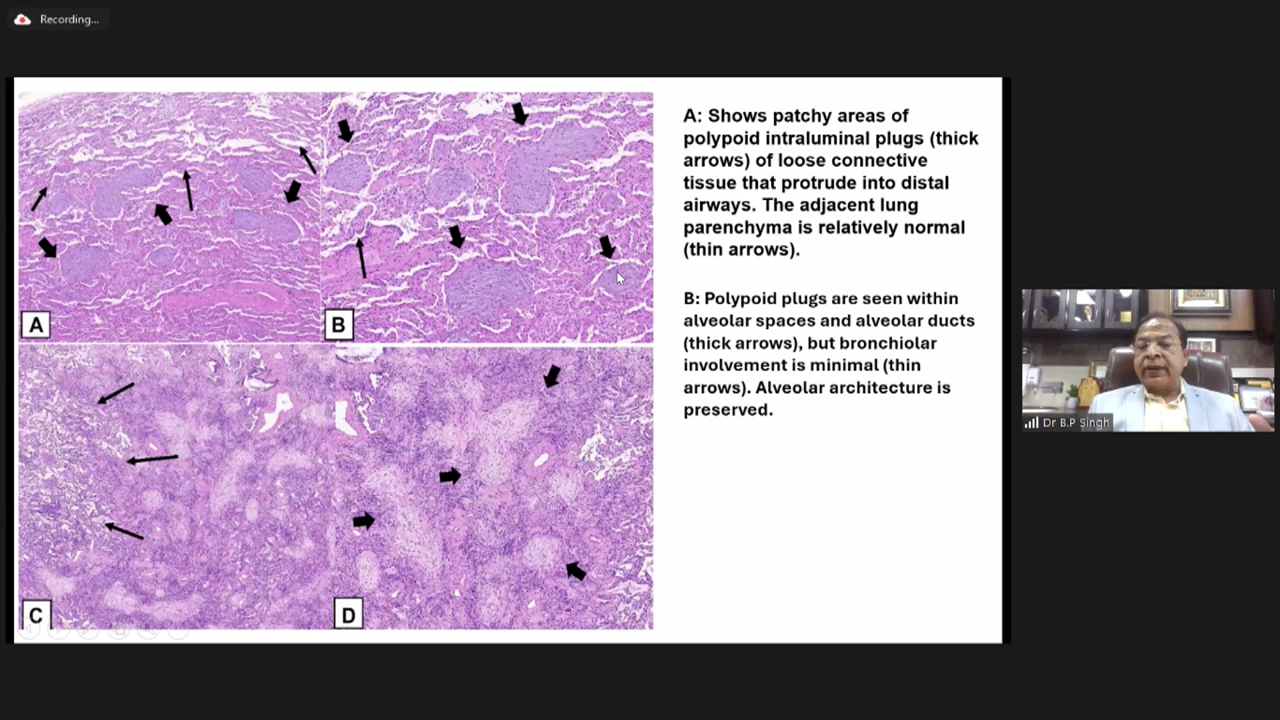 Recording...
A: Shows patchy areas of
polypoid intraluminal plugs (thick
arrows) of loose connective
tissue that protrude into distal
airways. The adjacent lung
parenchyma is relatively normal
(thin arrows).
B: Polypoid plugs are seen within
alveolar spaces and alveolar ducts
(thick arrows), but bronchiolar
involvement is minimal (thin
arrows). Alveolar architecture is
preserved.
A
B
C
D
Dr B.P Singh